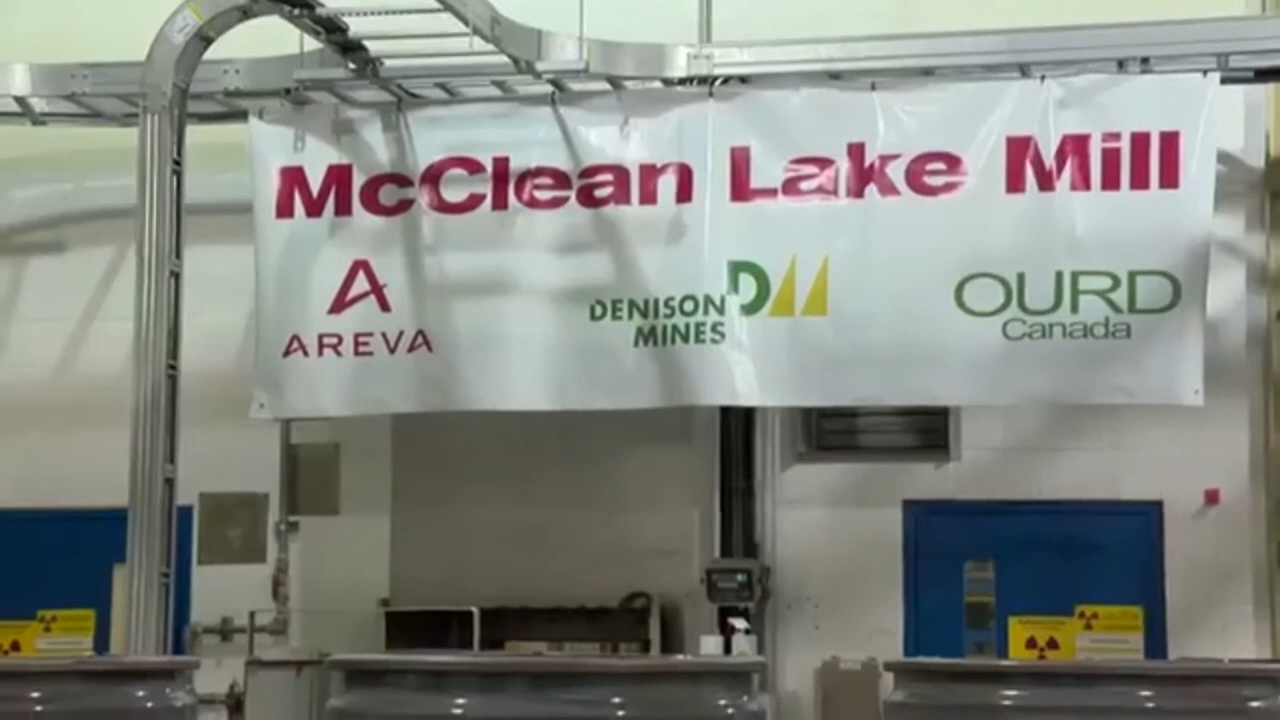 McClean Lake Mill
AREVA
DENISON
MINES
OURD
Canada